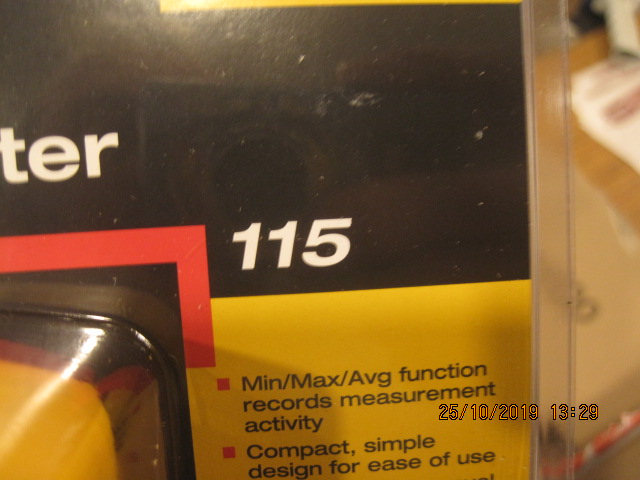 ter
115
Min/Max/Avg function
records measurement
activity
Compact, simple
design for ease of use
25/10/2019 13:29